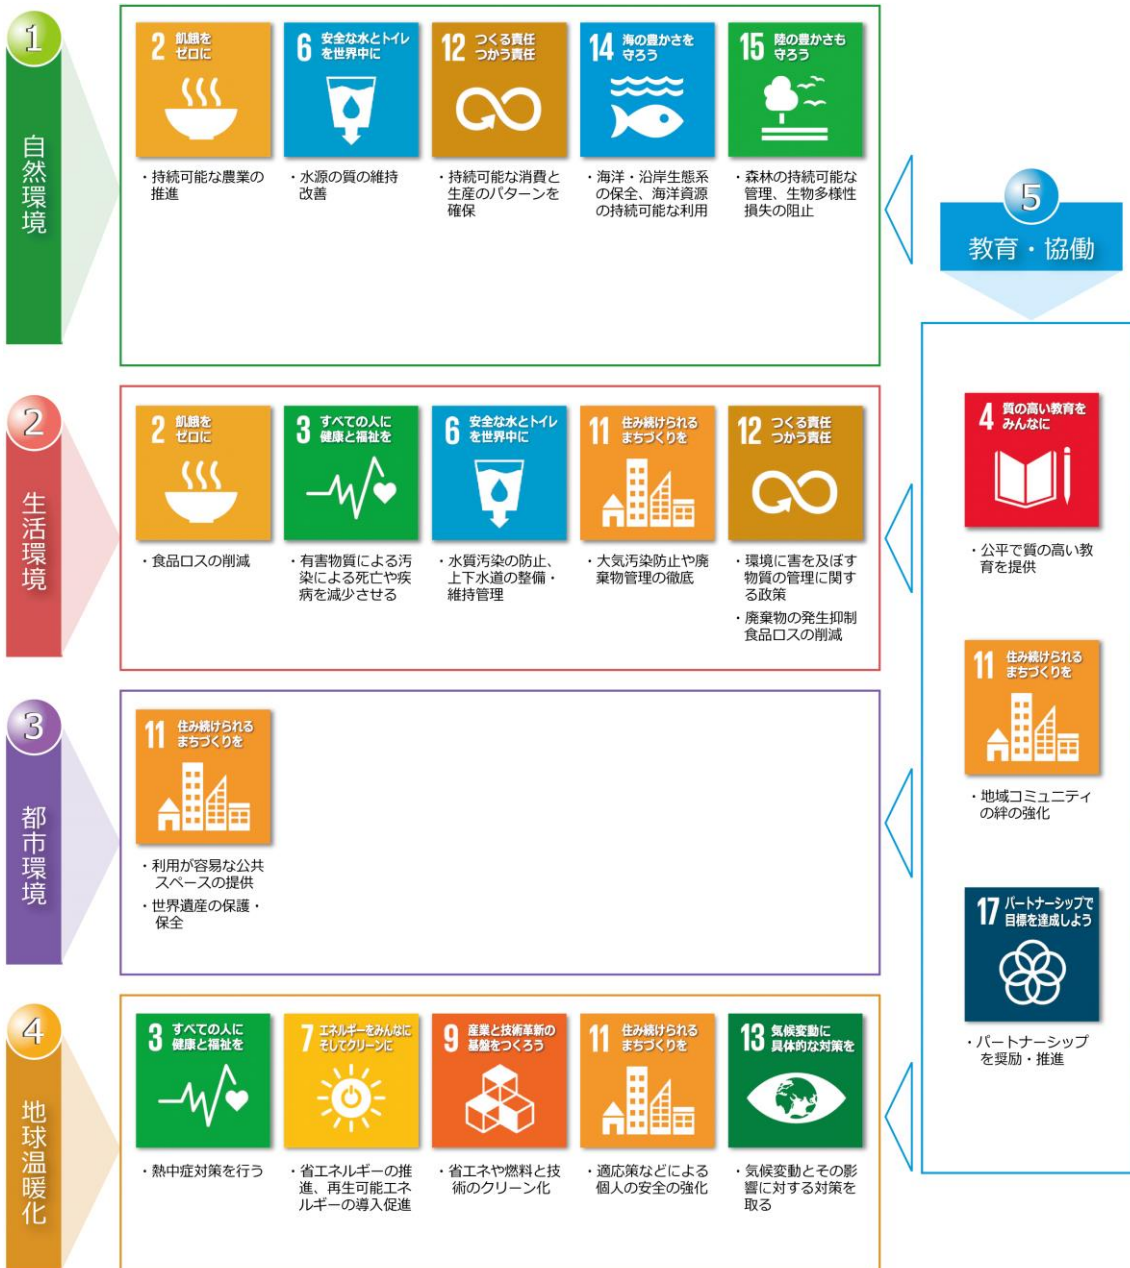 1
自然環境
2 飢餓を
ゼロに
・持続可能な農業の
推進
6 安全な水とトイレ
を世界中に
・水源の質の維持
改善
12 つくる責任
つかう責任
・持続可能な消費と
生産のパターンを
確保
14 海の豊かさを
守ろう
・海洋・沿岸生態系
の保全、海洋資源
の持続可能な利用
15 陸の豊かさも
守ろう
・森林の持続可能な
管理、生物多様性
損失の阻止
2
生活環境
2 飢餓を
ゼロに
・食品ロスの削減
3 すべての人に
健康と福祉を
・有害物質による汚
染による死亡や疾
病を減少させる
6 安全な水とトイレ
を世界中に
・水質汚染の防止、
上下水道の整備・
維持管理
11 住み続けられる
まちづくりを
・大気汚染防止や廃
棄物管理の徹底
12 つくる責任
つかう責任
・環境に害を及ぼす
物質の管理に関す
る政策
・廃棄物の発生抑制
食品ロスの削減
3
都市環境
11 住み続けられる
まちづくりを
・利用が容易な公共
スペースの提供
・世界遺産の保護・
保全
4
地球温暖化
3 すべての人に
健康と福祉を
・熱中症対策を行う
7 エネルギーをみんなに
そしてクリーンに
・省エネルギーの推
進、再生可能エネ
ルギーの導入促進
9 産業と技術革新の
基盤をつくろう
・省エネや燃料と技
術のクリーン化
11 住み続けられる
まちづくりを
・適応策などによる
個人の安全の強化
13 気候変動に
具体的な対策を
・気候変動とその影
響に対する対策を
取る
5
教育・協働
4 質の高い教育を
みんなに
・公平で質の高い教
育を提供
11 住み続けられる
まちづくりを
・地域コミュニティ
の絆の強化
17 パートナーシップで
目標を達成しよう
・パートナーシップ
を奨励・推進